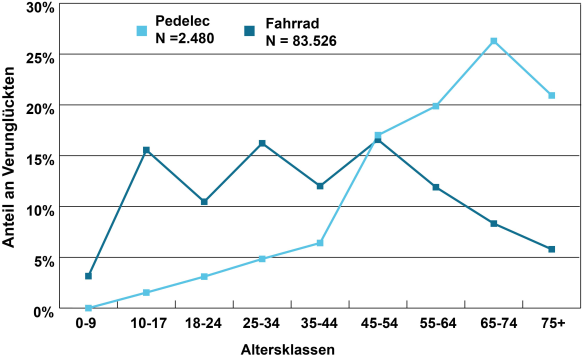 30%
Pedelec
N =2.480
Fahrrad
N = 83.526
25%
20%
15%
10%
5%
0%
Anteil an Verunglückten
0-9 10-17 18-24 25-34 35-44 45-54 55-64 65-74 75+
Altersklassen